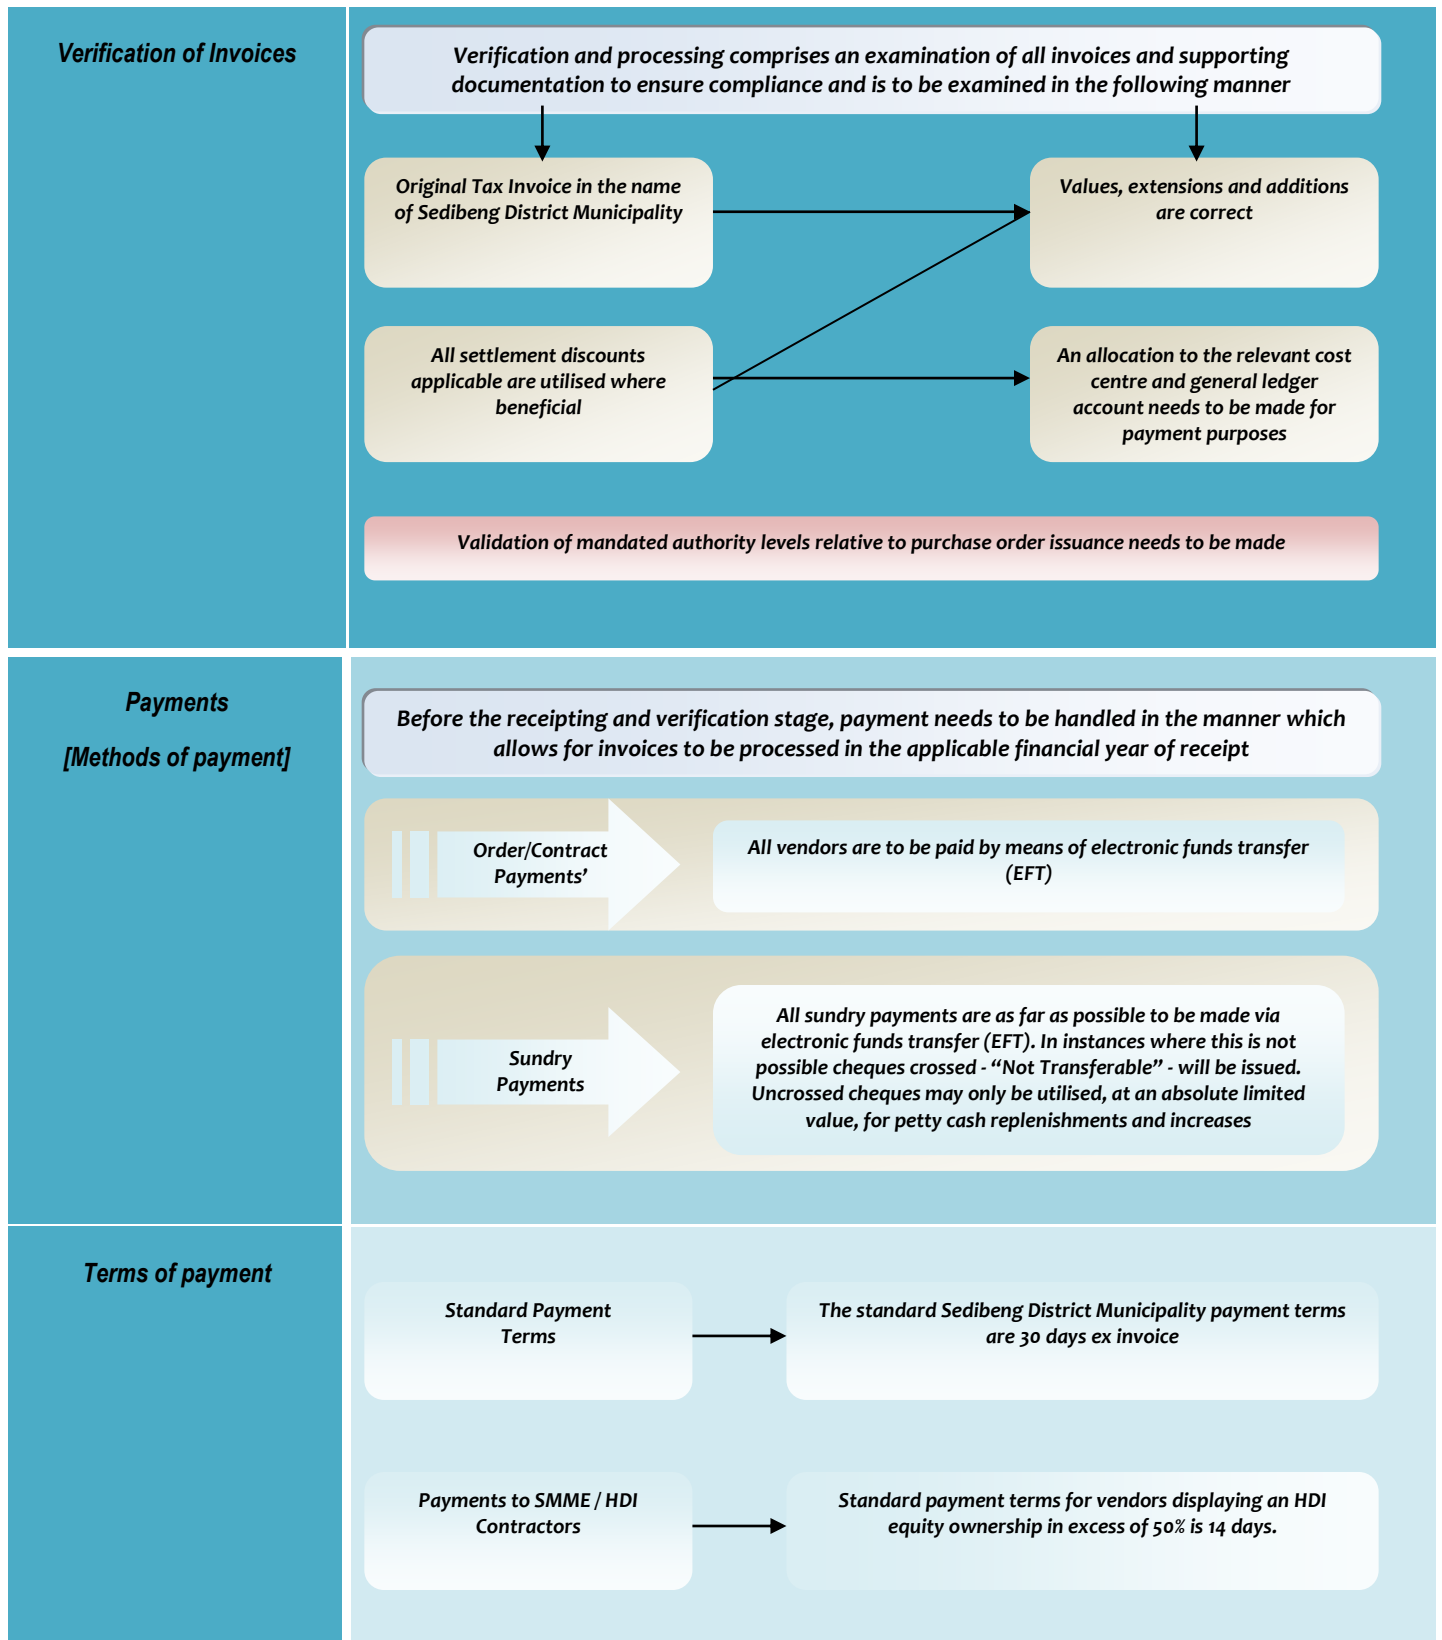 Verification of Invoices
Verification and processing comprises an examination of all invoices and supporting
documentation to ensure compliance and is to be examined in the following manner
Original Tax Invoice in the name
of Sedibeng District Municipality
Values, extensions and additions
are correct
All settlement discounts
applicable are utilised where
beneficial
An allocation to the relevant cost
centre and general ledger
account needs to be made for
payment purposes
Validation of mandated authority levels relative to purchase order issuance needs to be made
Payments
[Methods of payment]
Before the receipting and verification stage, payment needs to be handled in the manner which
allows for invoices to be processed in the applicable financial year of receipt
Order/Contract
Payments’
All vendors are to be paid by means of electronic funds transfer
(EFT)
Sundry
Payments
All sundry payments are as far as possible to be made via
electronic funds transfer (EFT). In instances where this is not
possible cheques crossed - “Not Transferable” - will be issued.
Uncrossed cheques may only be utilised, at an absolute limited
value, for petty cash replenishments and increases
Terms of payment
Standard Payment
Terms
The standard Sedibeng District Municipality payment terms
are 30 days ex invoice
Payments to SMME / HDI
Contractors
Standard payment terms for vendors displaying an HDI
equity ownership in excess of 50% is 14 days.